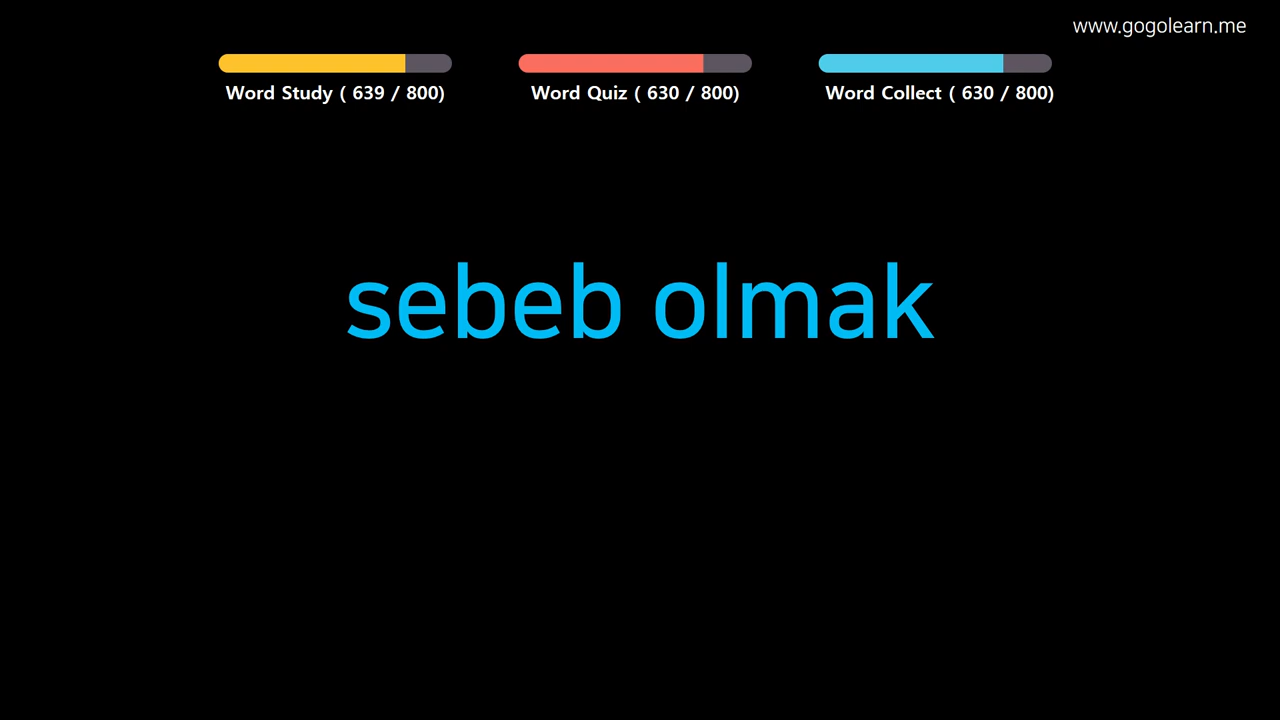 www.gogolearn.me
Word Study ( 639 / 800)
Word Quiz ( 630 / 800)
Word Collect ( 630 / 800)
sebeb olmak